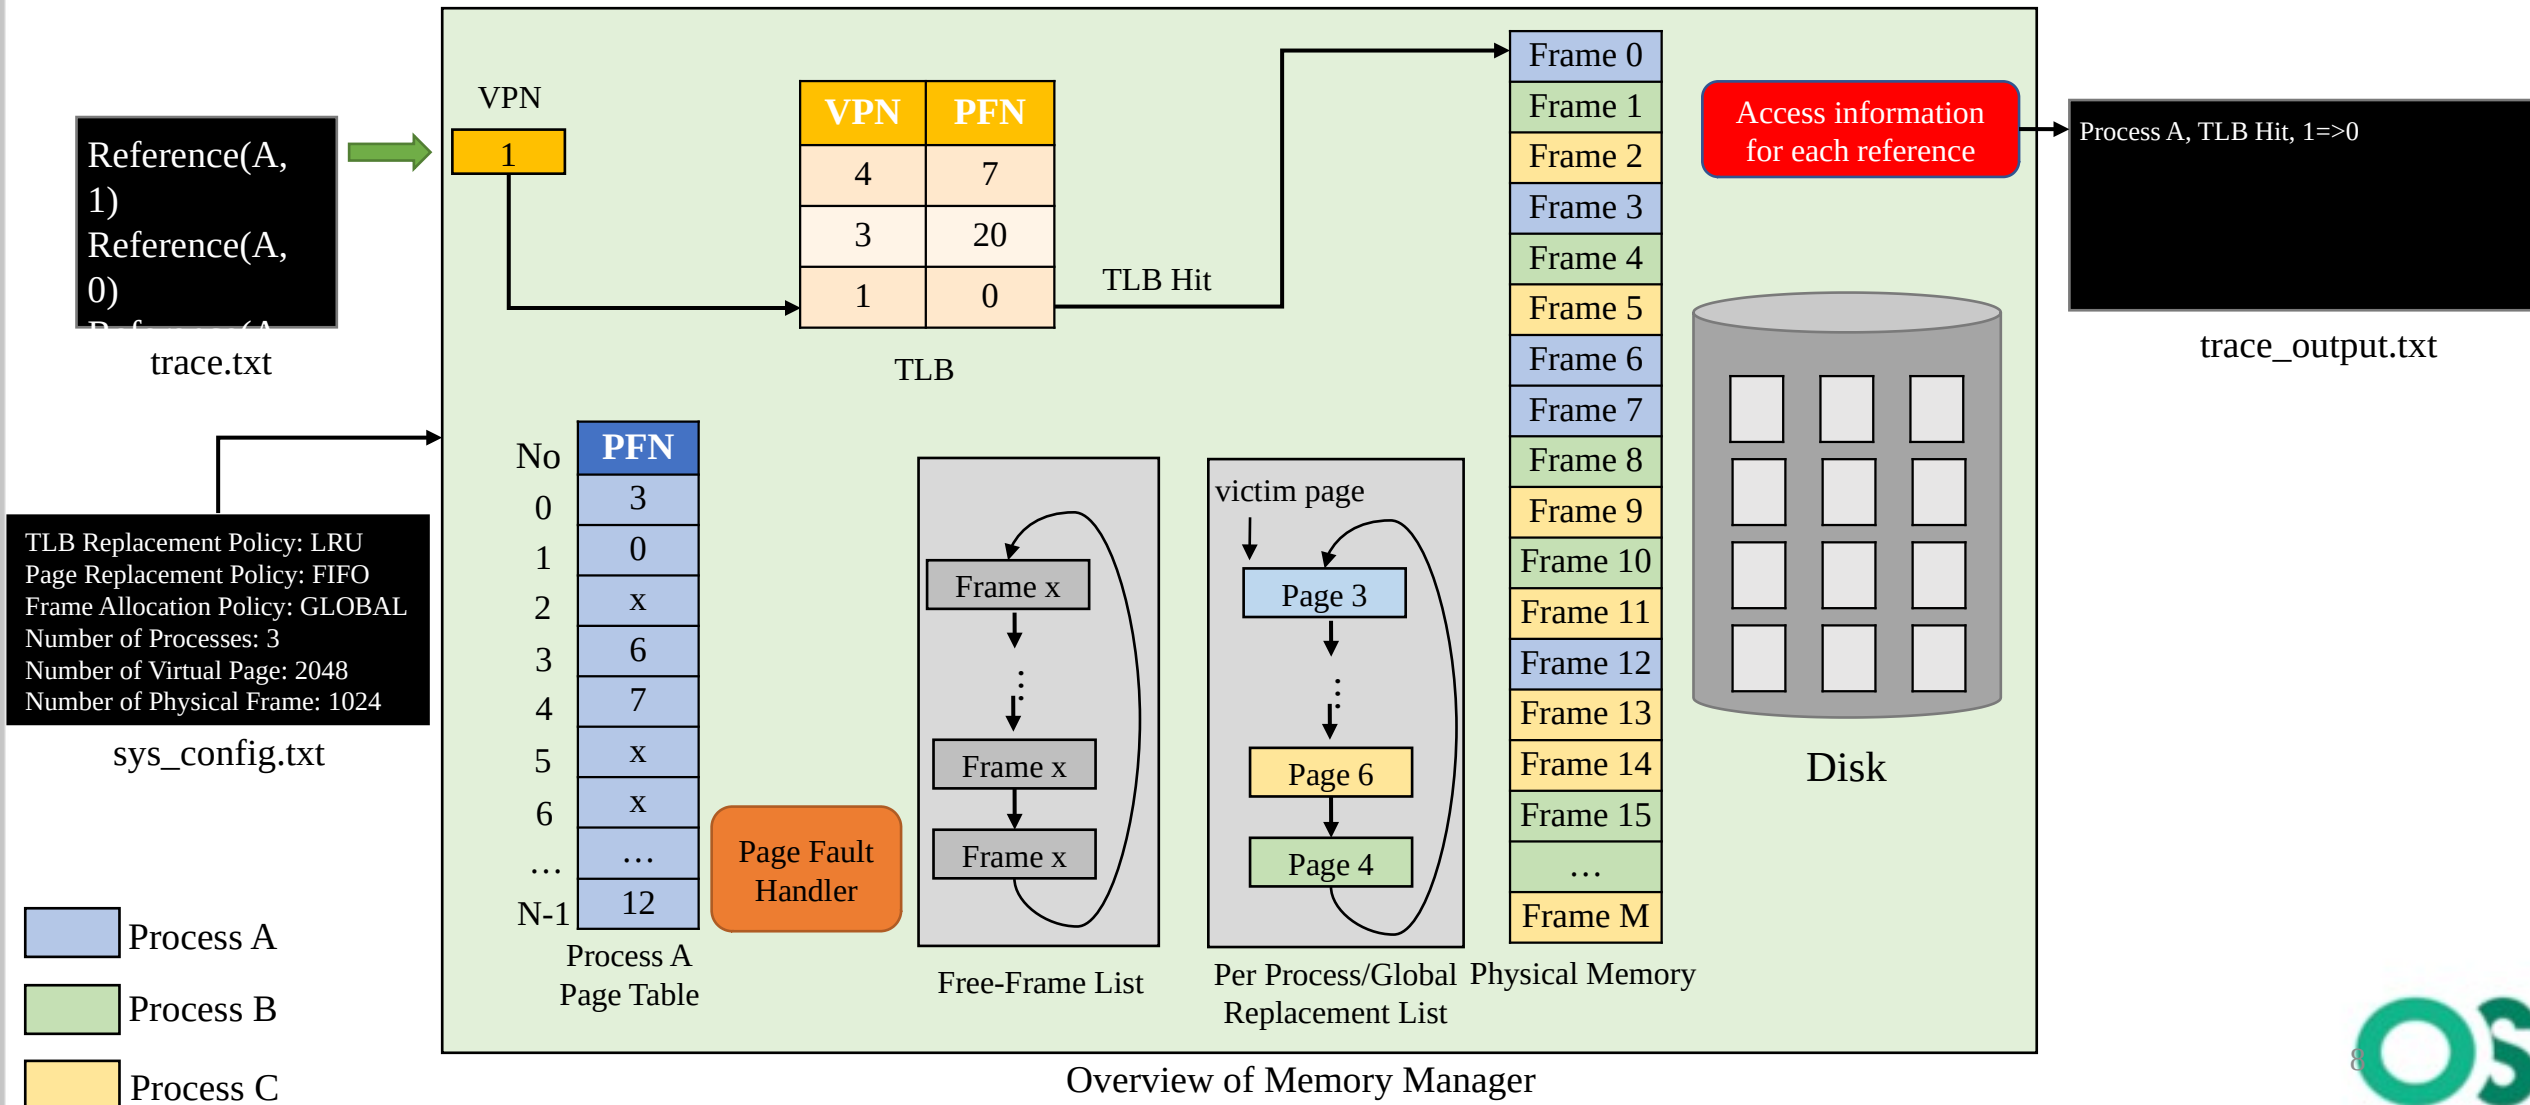 Reference(A,
1)
Reference(A,
0)
Reference(A
trace.txt
VPN
1
VPN PFN
4 7
3 20
1 0
TLB
TLB Hit
Frame 0
Frame 1
Frame 2
Frame 3
Frame 4
Frame 5
Frame 6
Frame 7
Frame 8
Frame 9
Frame 10
Frame 11
Frame 12
Frame 13
Frame 14
Frame 15
…
Frame M
Physical Memory
Access information
for each reference
Process A, TLB Hit, 1=>0
trace_output.txt
TLB Replacement Policy: LRU
Page Replacement Policy: FIFO
Frame Allocation Policy: GLOBAL
Number of Processes: 3
Number of Virtual Page: 2048
Number of Physical Frame: 1024
sys_config.txt
No PFN
0 3
1 0
2 x
3 6
4 7
5 x
6 x
… …
N-1 12
Process A
Page Table
Page Fault
Handler
Frame x
…
Frame x
Frame x
Free-Frame List
victim page
Page 3
…
Page 6
Page 4
Per Process/Global
Replacement List
Disk
Process A
Process B
Process C
Overview of Memory Manager
8
OS